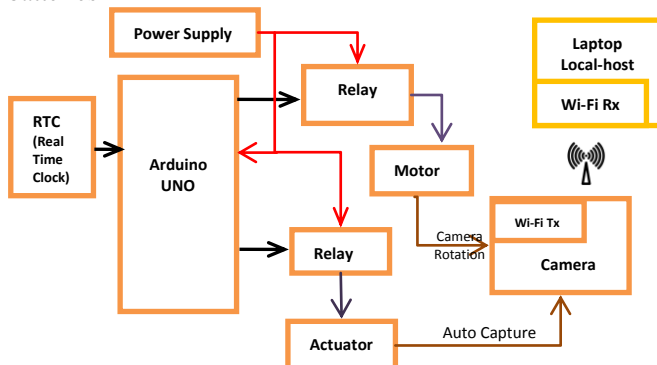 Power Supply
Relay
Laptop
Local-host
Wi-Fi Rx
RTC
(Real
Time
Clock)
Arduino
UNO
Motor
Wi-Fi Tx
Camera
Rotation
Relay
Camera
Auto Capture
Actuator